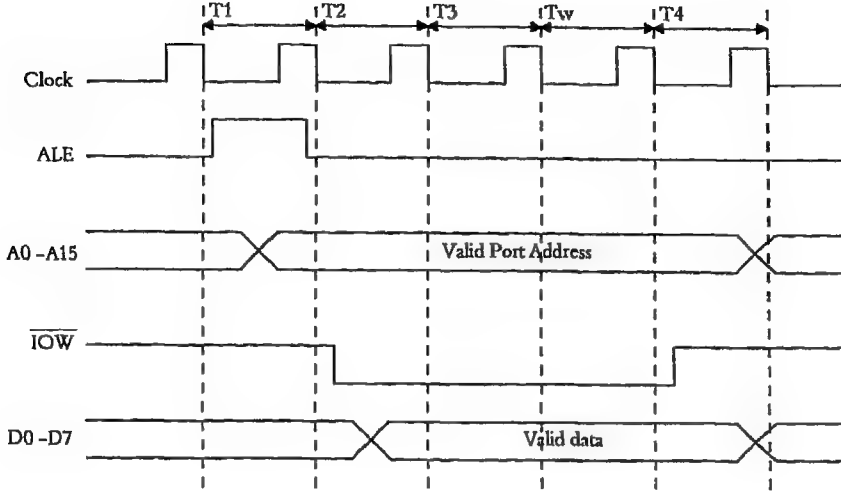 T1 T2 T3 Tw T4
Clock
ALE
A0 –A15 Valid Port Address
IOW
D0 –D7 Valid data